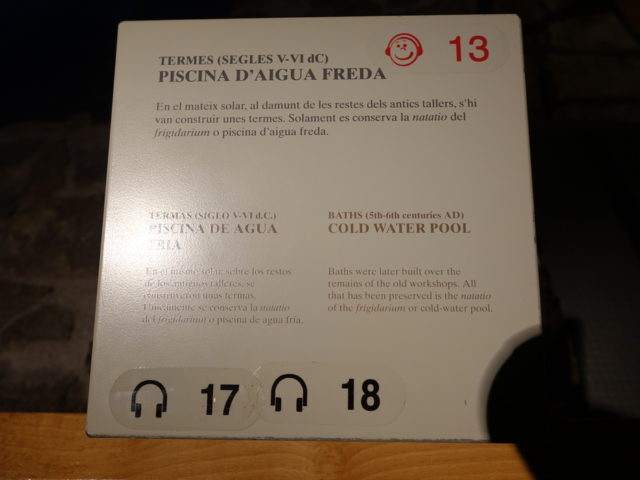 TERMES (SEGLES V-VI dC)
PISCINA D'AIGUA FREDA
13
En el mateix solar, al damunt de les restes dels antics tallers, s'hi
van construir unes termes. Solament es conserva la natatio del
frigidarium o piscina d'aigua freda.
TERMAS (SIGLO V-VI d.C.)
PISCINA DE AGUA
FRIA
En el mismo solar, sobre los restos
de los antiguos talleres, se
construyeron unas termas.
Únicamente se conserva la natatio
del frigidarium o piscina de agua fría.
BATHS (5th-6th centuries AD)
COLD WATER POOL
Baths were later built over the
remains of the old workshops. All
that has been preserved is the natatio
of the frigidarium or cold-water pool.
17
18